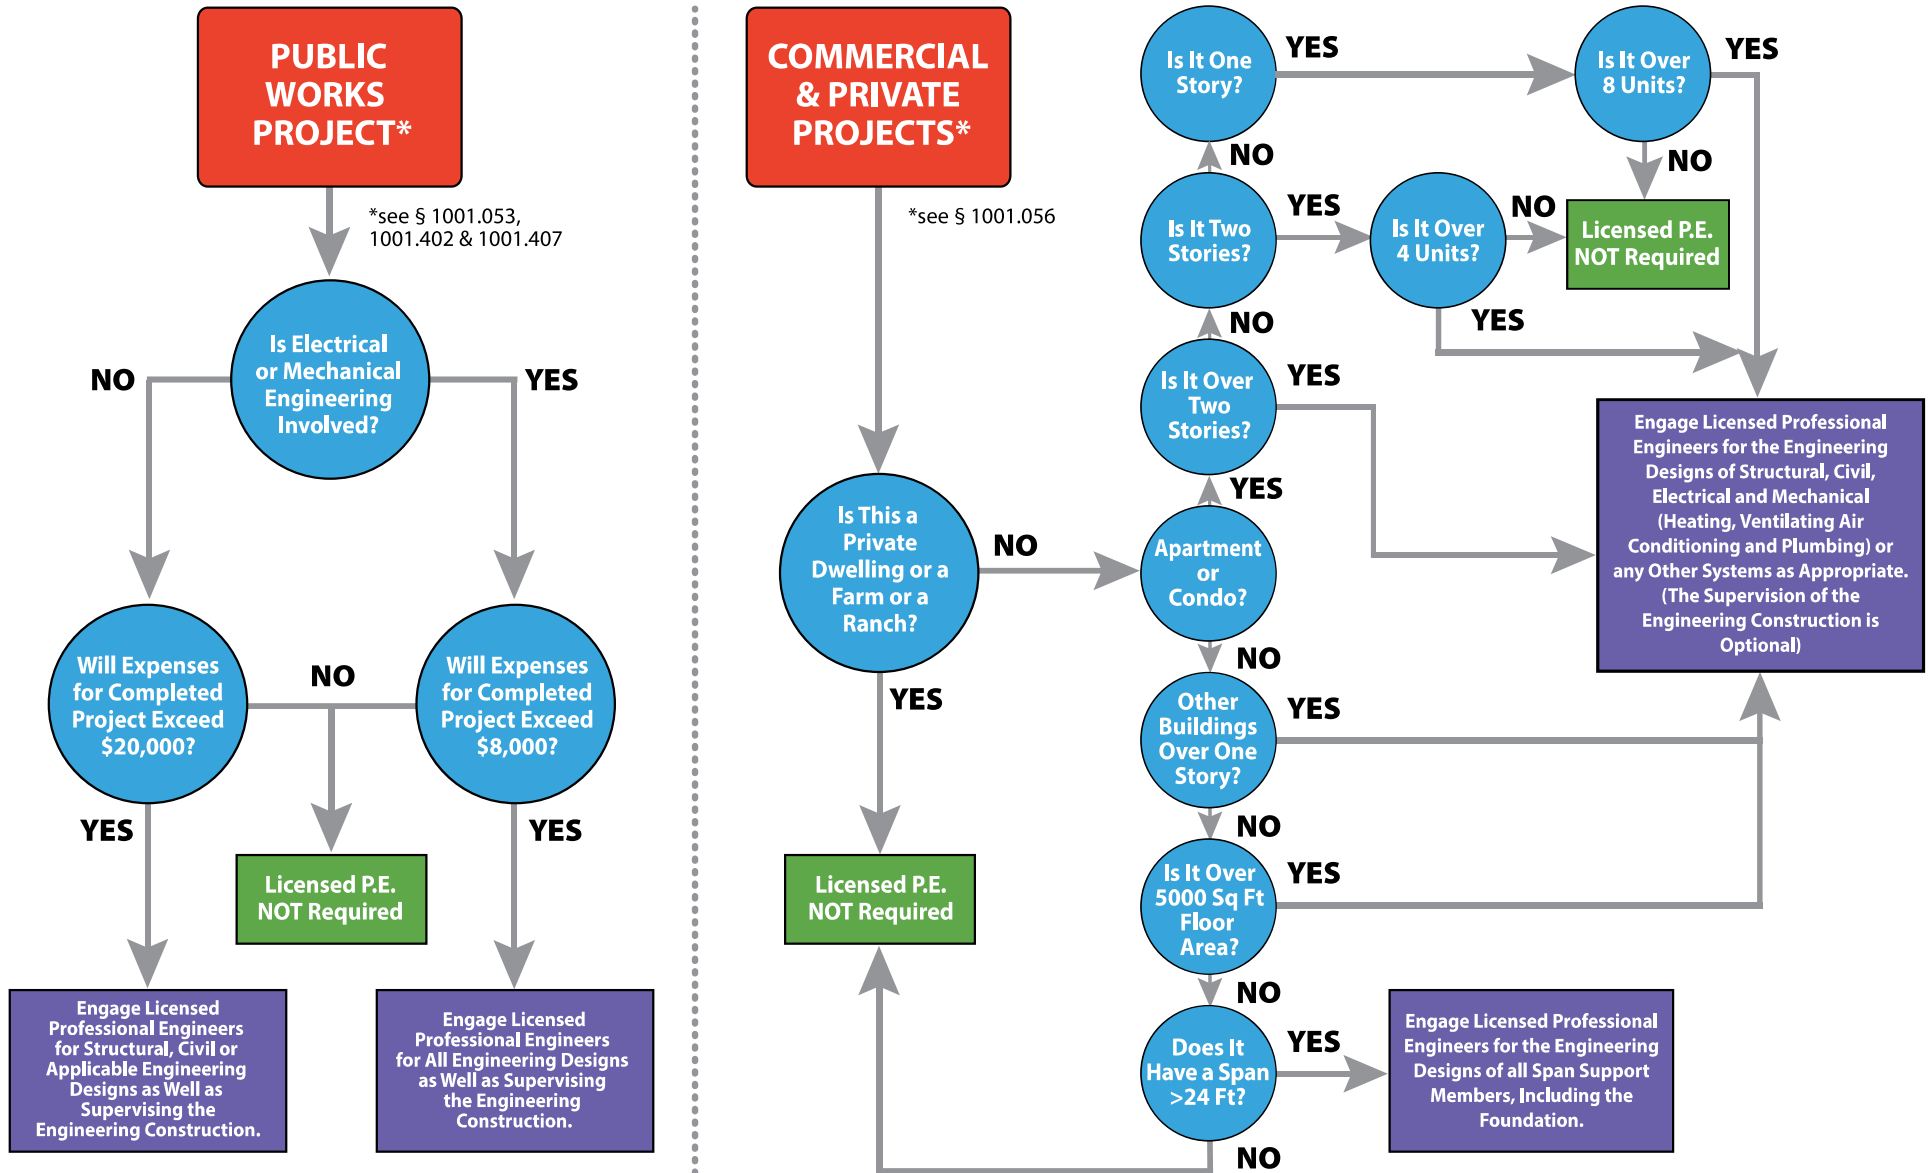 PUBLIC
WORKS
PROJECT*
*see § 1001.053,
1001.402 & 1001.407
Is Electrical
or Mechanical
Engineering
Involved?
NO
YES
Will Expenses
for Completed
Project Exceed
$20,000?
NO
Will Expenses
for Completed
Project Exceed
$8,000?
YES
YES
Licensed P.E.
NOT Required
Engage Licensed
Professional Engineers
for Structural, Civil or
Applicable Engineering
Designs as Well as
Supervising the
Engineering Construction.
Engage Licensed
Professional Engineers
for All Engineering Designs
as Well as Supervising
the Engineering
Construction.
COMMERCIAL
& PRIVATE
PROJECTS*
*see § 1001.056
Is This a
Private
Dwelling or a
Farm or a
Ranch?
NO
YES
Licensed P.E.
NOT Required
Is It One
Story?
YES
Is It Over
8 Units?
YES
NO
NO
Is It Two
Stories?
YES
Is It Over
4 Units?
NO
Licensed P.E.
NOT Required
YES
NO
Is It Over
Two
Stories?
YES
YES
Apartment
or
Condo?
NO
Engage Licensed Professional
Engineers for the Engineering
Designs of Structural, Civil,
Electrical and Mechanical
(Heating, Ventilating Air
Conditioning and Plumbing) or
any Other Systems as Appropriate.
(The Supervision of the
Engineering Construction is
Optional)
Other
Buildings
Over One
Story?
YES
NO
Is It Over
5000 Sq Ft
Floor
Area?
YES
NO
Does It
Have a Span
>24 Ft?
YES
NO
Engage Licensed Professional
Engineers for the Engineering
Designs of all Span Support
Members, Including the
Foundation.